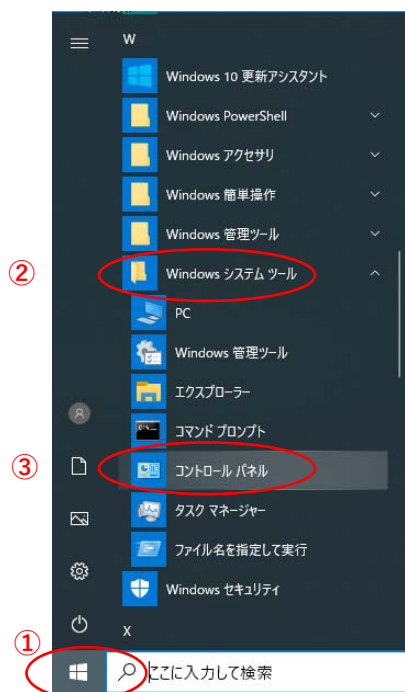 W
Windows 10 更新アシスタント
Windows PowerShell
Windows アクセサリ
Windows 簡単操作
Windows 管理ツール
② Windows システム ツール
PC
Windows 管理ツール
エクスプローラー
コマンド プロンプト
③ コントロール パネル
タスク マネージャー
ファイル名を指定して実行
Windows セキュリティ
X
①
ここに入力して検索